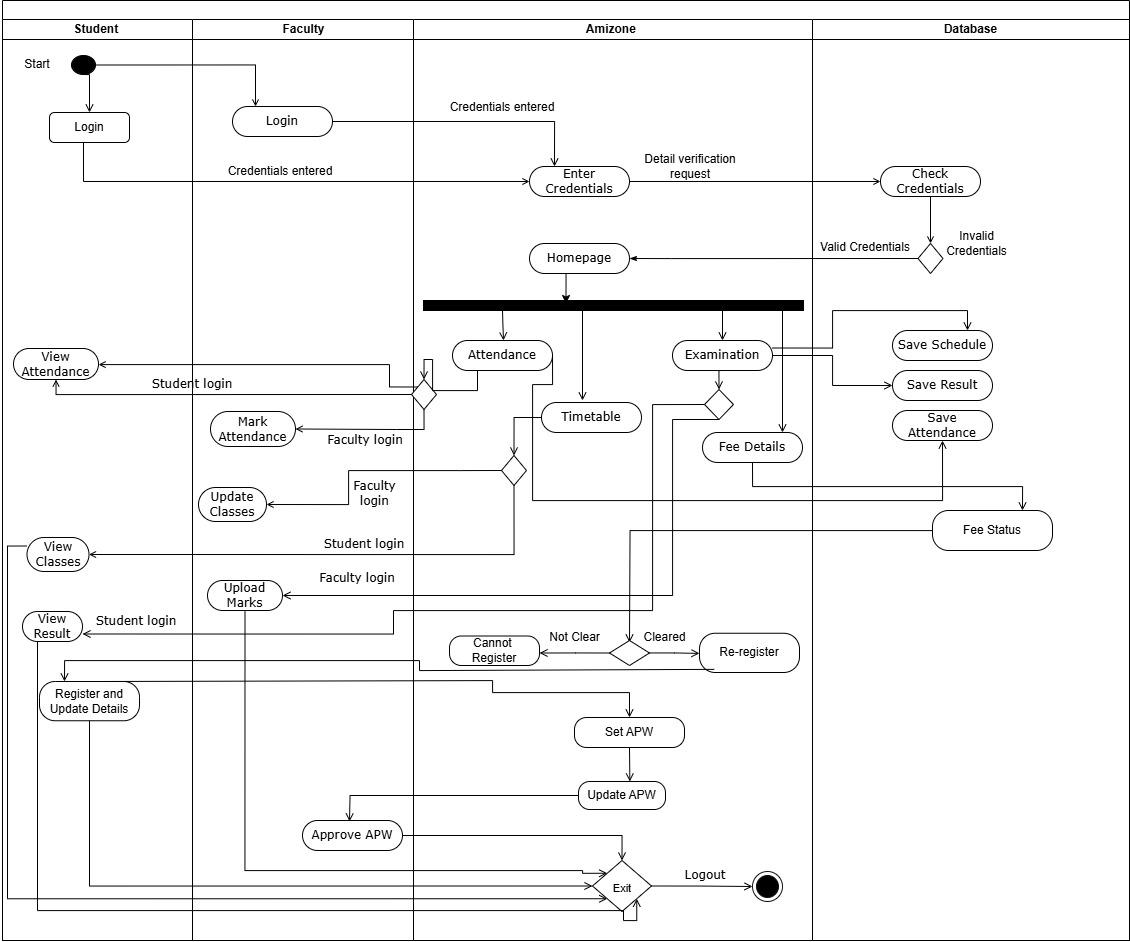 Student
Faculty
Amizone
Database
Start
Login
Login
Credentials entered
Credentials entered
Detail verification
request
Enter
Credentials
Check
Credentials
Valid Credentials
Invalid
Credentials
Homepage
View
Attendance
Student login
Attendance
Examination
Save Schedule
Save Result
Mark
Attendance
Faculty login
Timetable
Save
Attendance
Fee Details
Update
Classes
Faculty
login
Fee Status
View
Classes
Student login
Upload
Marks
Faculty login
View
Result
Student login
Cannot
Register
Not Clear
Cleared
Re-register
Register and
Update Details
Set APW
Update APW
Approve APW
Exit
Logout